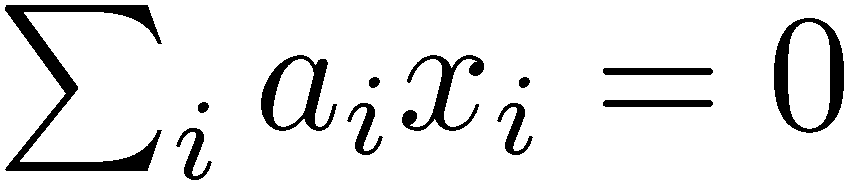 ∑_i a_i x_i = 0